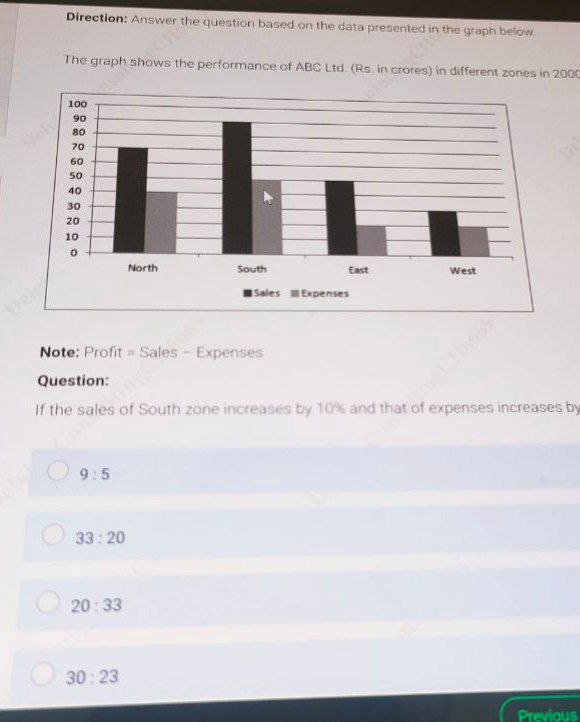 Direction: Answer the question based on the data presented in the graph below.
The graph shows the performance of ABC Ltd. (Rs. in crores) in different zones in 2000
100
90
80
70
60
50
40
30
20
10
0
North South East West
Sales Expenses
Note: Profit = Sales - Expenses
Question:
If the sales of South zone increases by 10% and that of expenses increases by
9 : 5
33 : 20
20 : 33
30 : 23
Previous